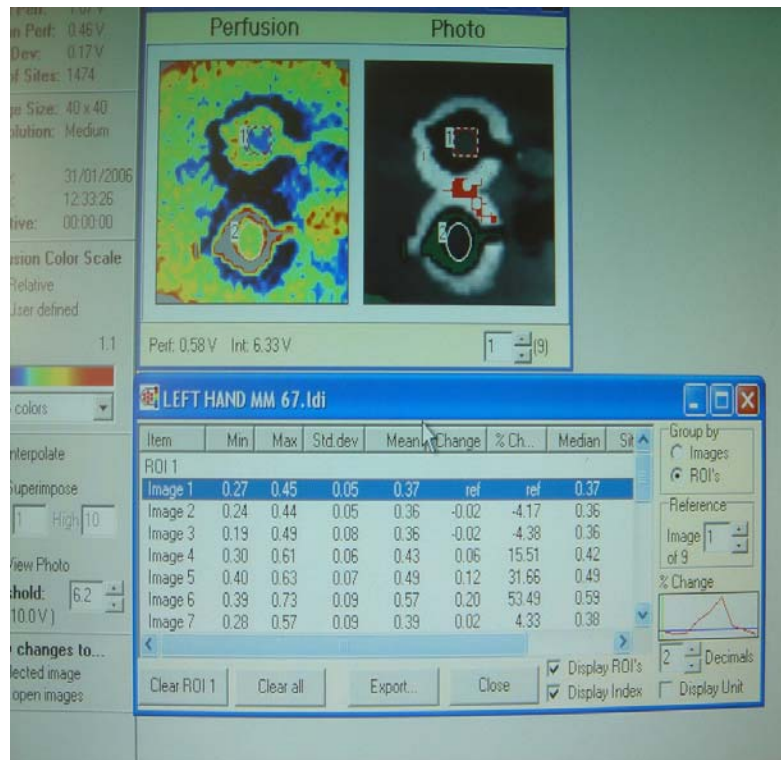 Perf: 0.46 V
Dev: 0.17 V
of Sites: 1474
Size: 40 x 40
Medium
31/01/2006
12:33:26
00:00:00
Color Scale
Relative
User defined
1.1
colors
Interpolate
Superimpose
1 High 10
View Photo
6.2
10.0 V )
changes to...
image
open images
Perfusion Photo
1 1
2 2
Perf: 0.58 V Int: 6.33 V 1 (9)
LEFT HAND MM 67.ldi
Item Min Max Std.dev Mean Change % Ch... Median
ROI 1
Image 1 0.27 0.45 0.05 0.37 ref ref 0.37
Image 2 0.24 0.44 0.05 0.36 -0.02 -4.17 0.36
Image 3 0.19 0.49 0.08 0.36 -0.02 -4.38 0.36
Image 4 0.30 0.61 0.06 0.43 0.06 15.51 0.42
Image 5 0.40 0.63 0.07 0.49 0.12 31.66 0.49
Image 6 0.39 0.73 0.09 0.57 0.20 53.49 0.59
Image 7 0.28 0.57 0.09 0.39 0.02 4.33 0.38
Group by
Images
ROI's
Reference
Image 1
of 9
% Change
2 Decimals
Display Unit
Clear ROI 1 Clear all Export... Close
Display ROI's
Display Index